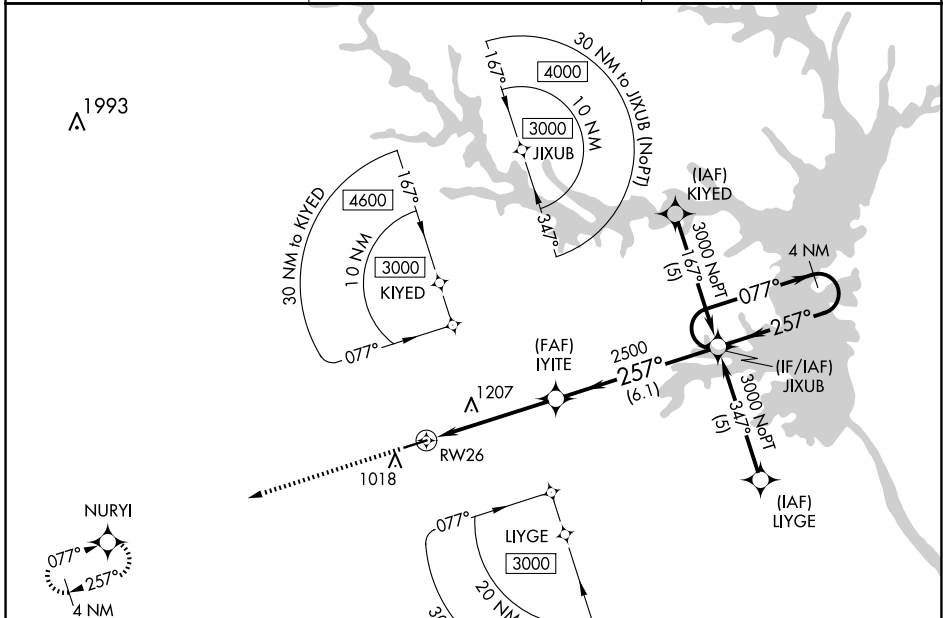 1993
30 NM to JIXUB (NoPT)
167°
4000
10 NM
3000
JIXUB
347°
30 NM to KIYED
167°
4600
10 NM
3000
KIYED
077°
(IAF)
KIYED
3000 NoPT
167°
(5)
4 NM
077°
257°
(IF/IAF)
JIXUB
(FAF)
IYITE
2500
257°
(6.1)
3000 NoPT
347°
(5)
(IAF)
LIYGE
1207
RW26
1018
NURYI
077°
257°
4 NM
077°
LIYGE
3000
20 NM